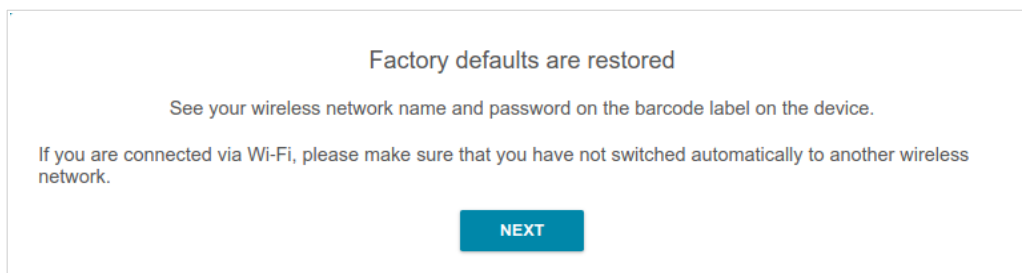 Factory defaults are restored
See your wireless network name and password on the barcode label on the device.
If you are connected via Wi-Fi, please make sure that you have not switched automatically to another wireless
network.
NEXT